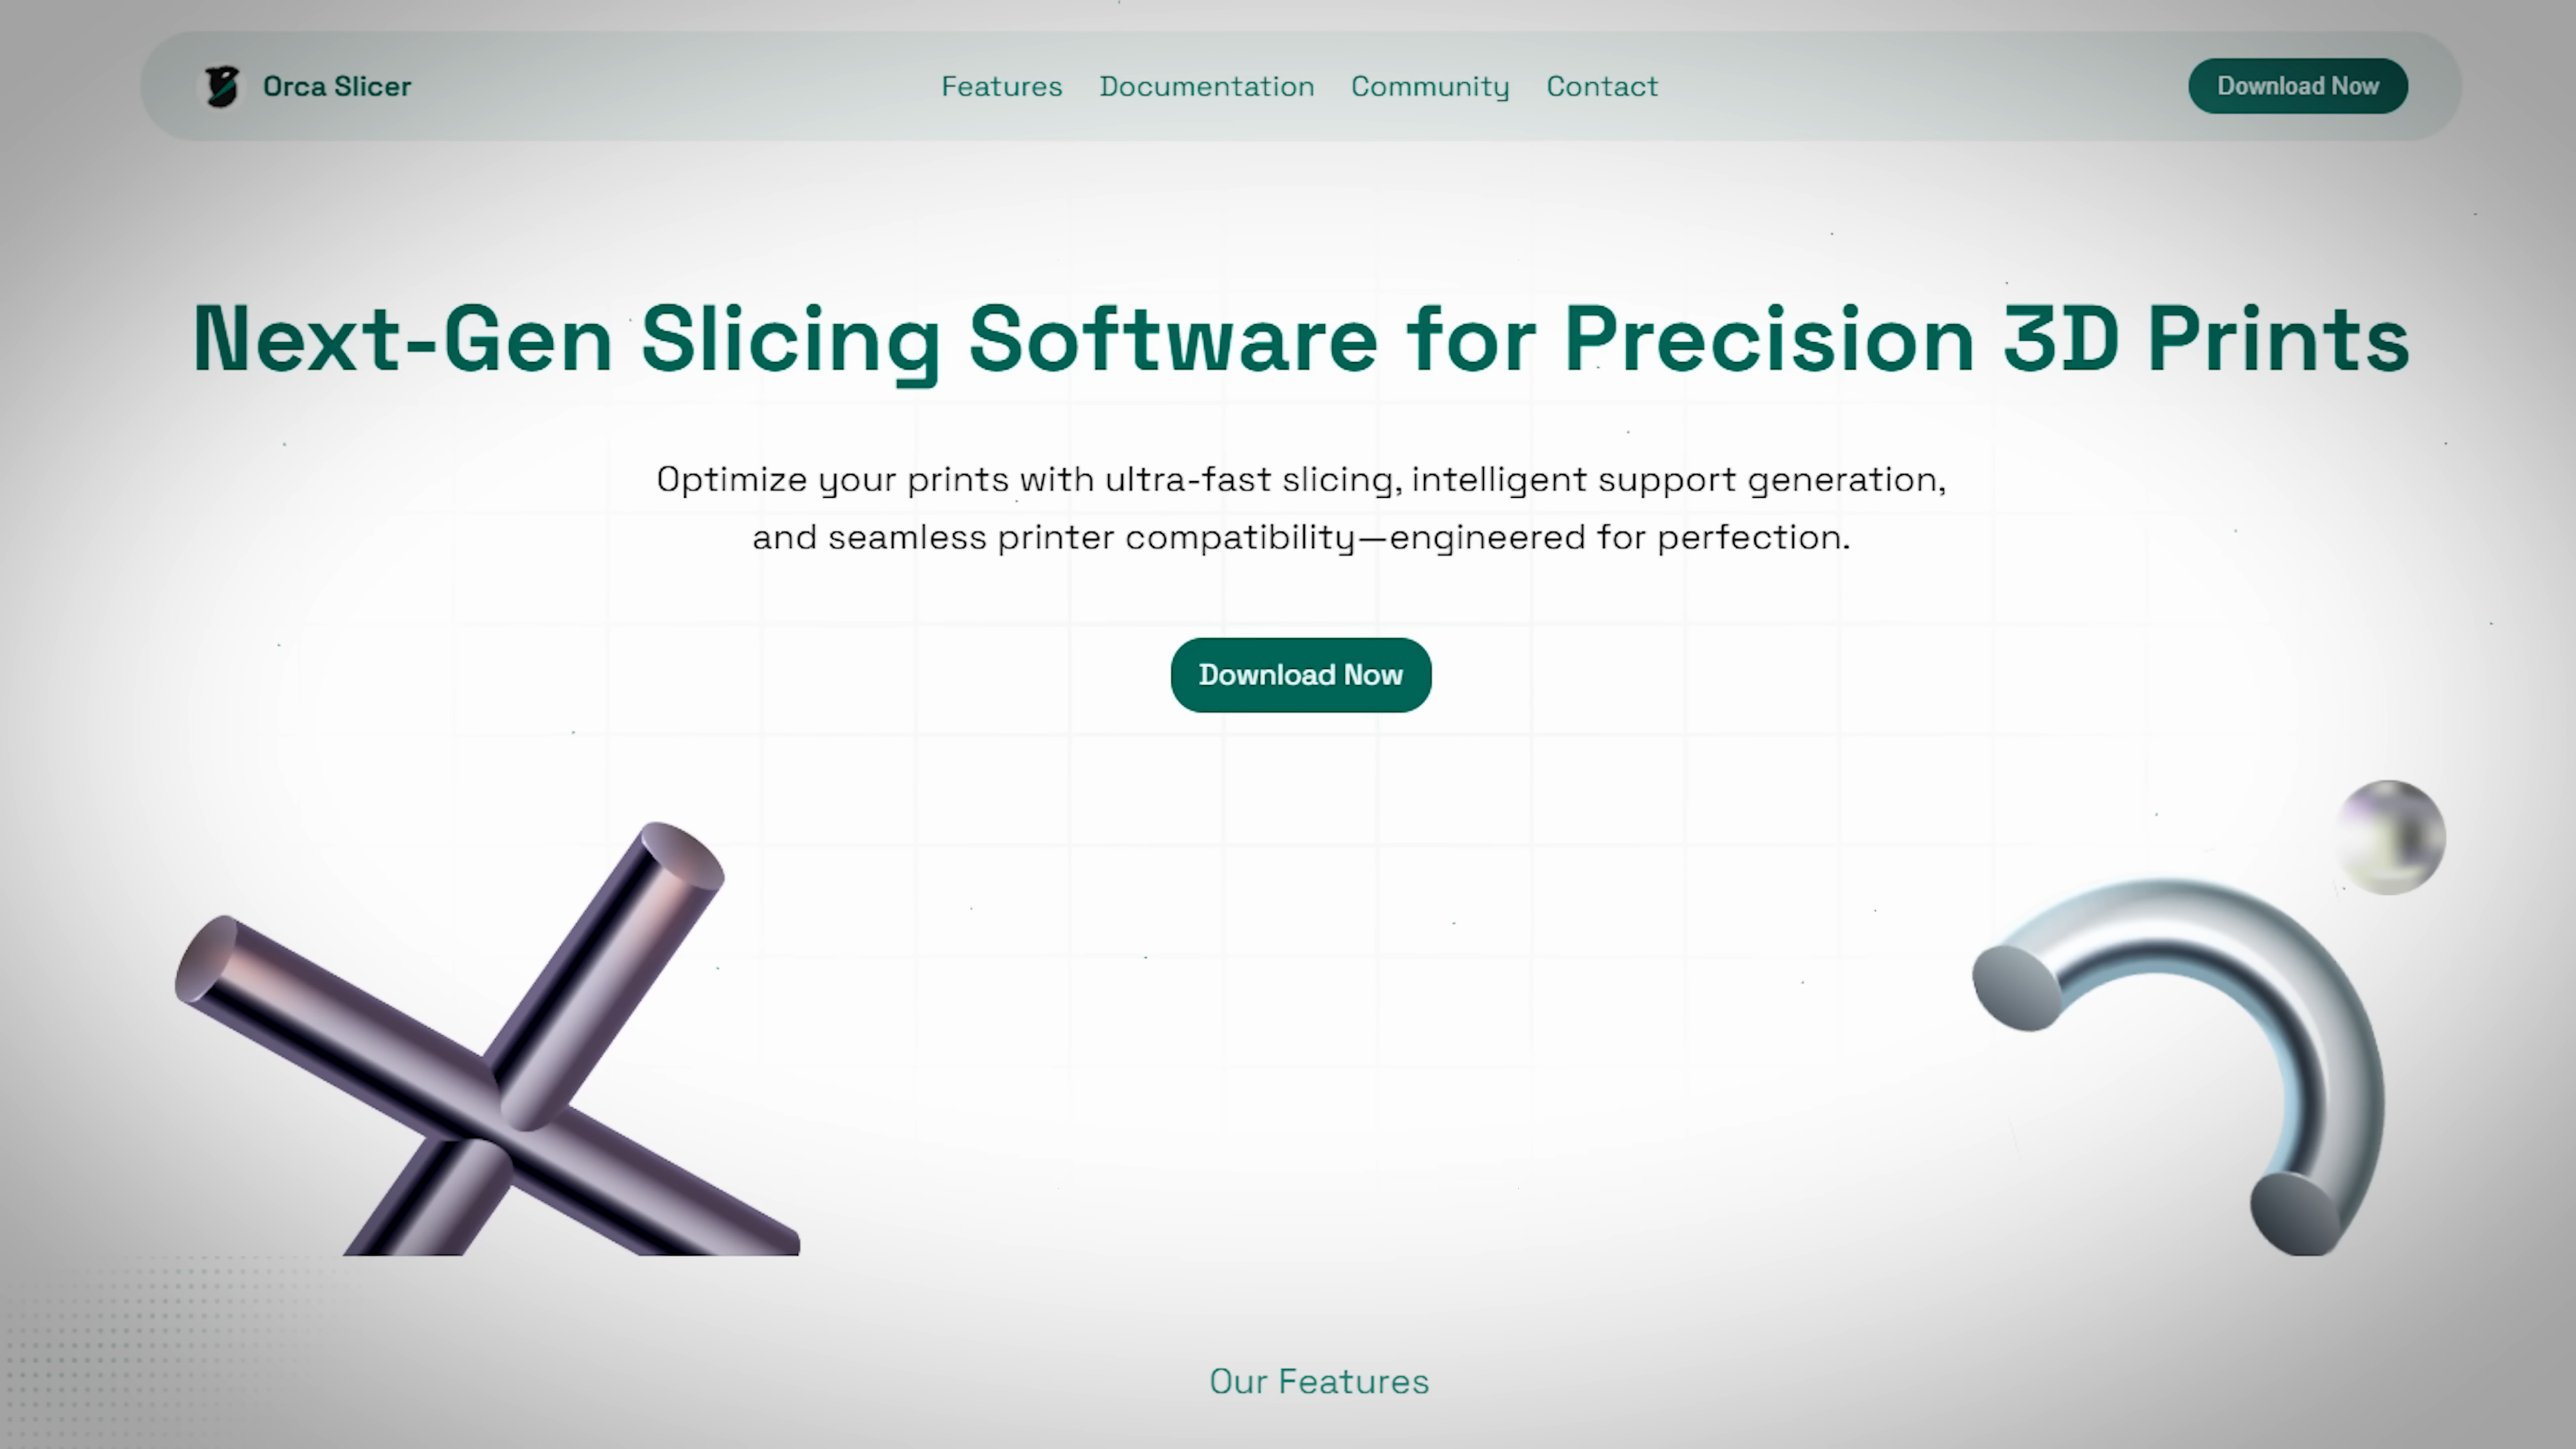 Orca Slicer
Features Documentation Community Contact
Download Now
Next-Gen Slicing Software for Precision 3D Prints
Optimize your prints with ultra-fast slicing, intelligent support generation,
and seamless printer compatibility—engineered for perfection.
Download Now
Our Features